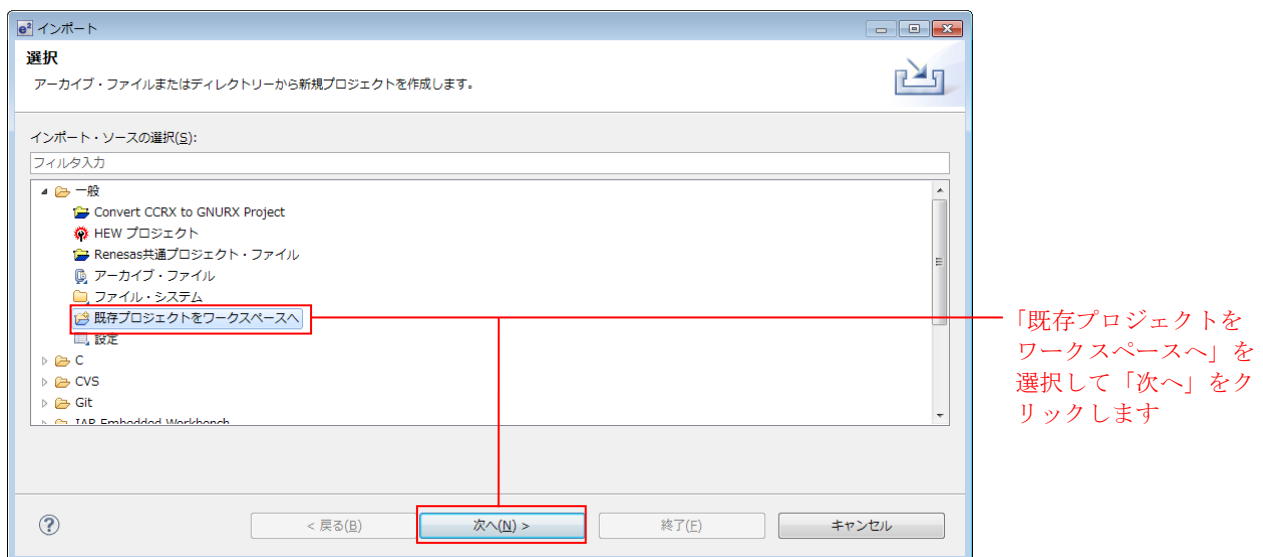 e² インポート
選択
アーカイブ・ファイルまたはディレクトリーから新規プロジェクトを作成します。
インポート・ソースの選択(S):
フィルタ入力
一般
Convert CCRX to GNURX Project
HEW プロジェクト
Renesas共通プロジェクト・ファイル
アーカイブ・ファイル
ファイル・システム
既存プロジェクトをワークスペースへ
設定
C
CVS
Git
IAR Embedded Workbench
「既存プロジェクトを
ワークスペースへ」を
選択して「次へ」をク
リックします
< 戻る(B)
次へ(N) >
終了(F)
キャンセル